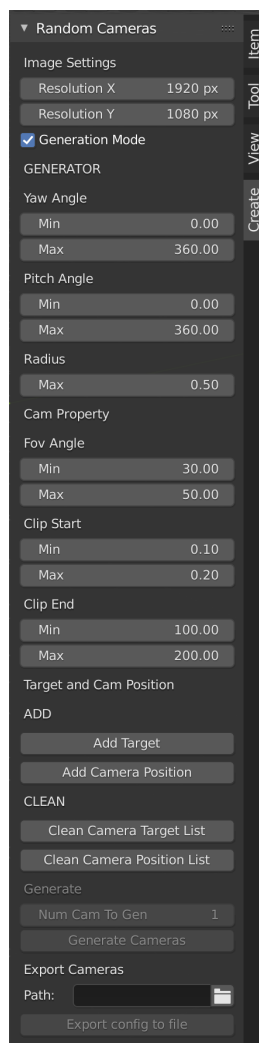 Random Cameras
Item
Tool
View
Create
Image Settings
Resolution X 1920 px
Resolution Y 1080 px
Generation Mode
GENERATOR
Yaw Angle
Min 0.00
Max 360.00
Pitch Angle
Min 0.00
Max 360.00
Radius
Max 0.50
Cam Property
Fov Angle
Min 30.00
Max 50.00
Clip Start
Min 0.10
Max 0.20
Clip End
Min 100.00
Max 200.00
Target and Cam Position
ADD
Add Target
Add Camera Position
CLEAN
Clean Camera Target List
Clean Camera Position List
Generate
Num Cam To Gen 1
Generate Cameras
Export Cameras
Path:
Export config to file